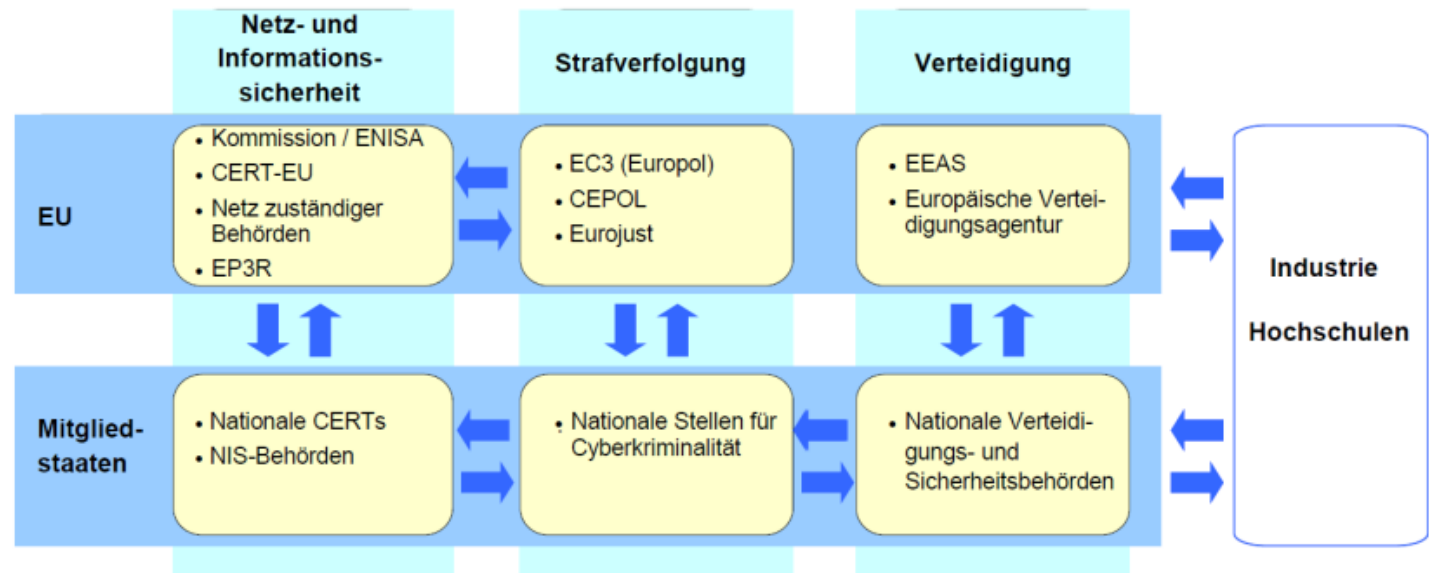 Netz- und
Informations-
sicherheit
Strafverfolgung
Verteidigung
EU
• Kommission / ENISA
• CERT-EU
• Netz zuständiger
Behörden
• EP3R
• EC3 (Europol)
• CEPOL
• Eurojust
• EEAS
• Europäische Vertei-
digungsagentur
Industrie
Hochschulen
Mitglied-
staaten
• Nationale CERTs
• NIS-Behörden
• Nationale Stellen für
Cyberkriminalität
• Nationale Verteidi-
gungs- und
Sicherheitsbehörden